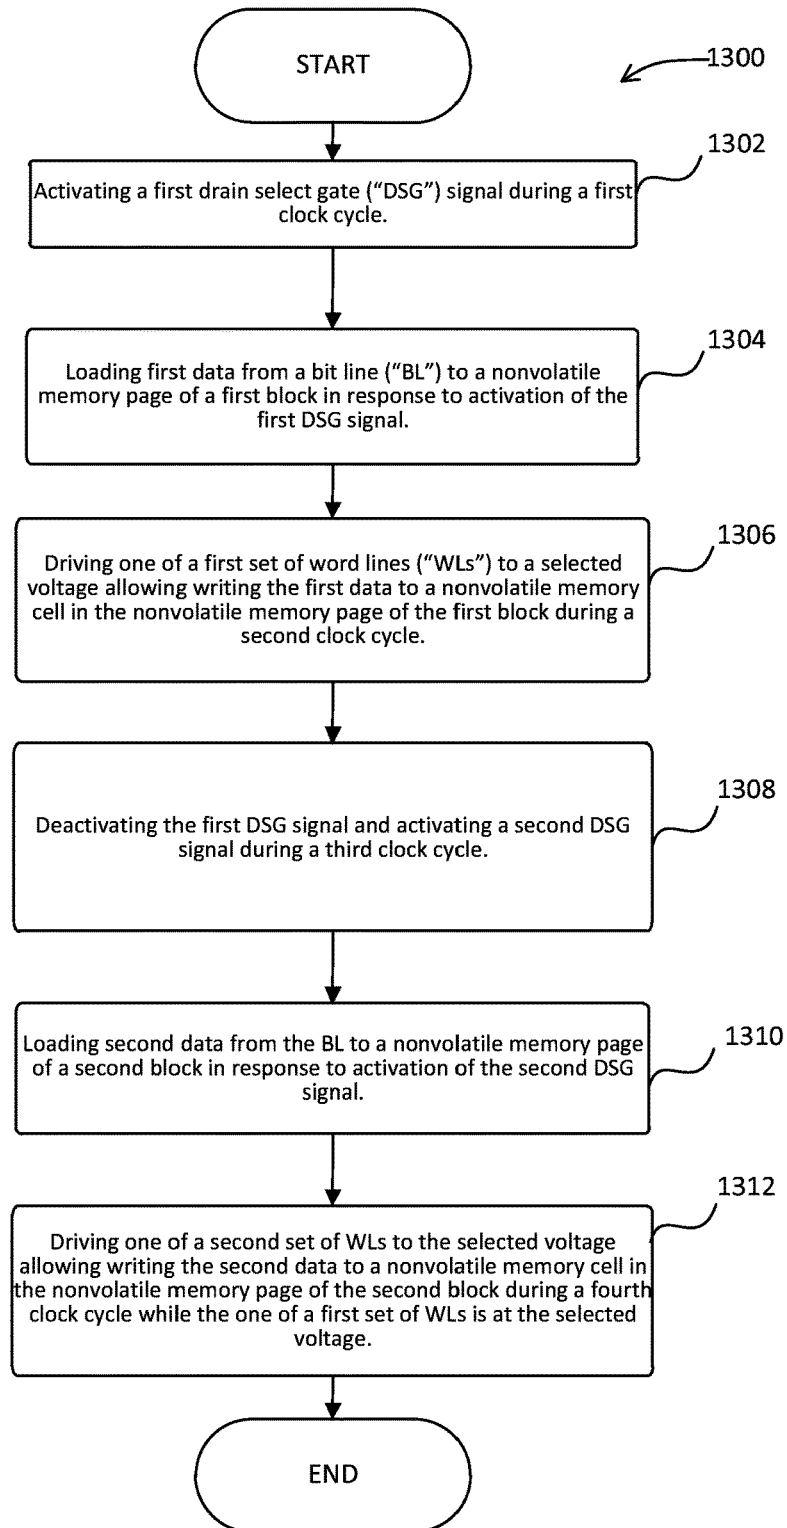 START
1300
1302
Activating a first drain select gate (“DSG”) signal during a first
clock cycle.
1304
Loading first data from a bit line (“BL”) to a nonvolatile
memory page of a first block in response to activation of the
first DSG signal.
1306
Driving one of a first set of word lines (“WLs”) to a selected
voltage allowing writing the first data to a nonvolatile memory
cell in the nonvolatile memory page of the first block during a
second clock cycle.
1308
Deactivating the first DSG signal and activating a second DSG
signal during a third clock cycle.
1310
Loading second data from the BL to a nonvolatile memory page
of a second block in response to activation of the second DSG
signal.
1312
Driving one of a second set of WLs to the selected voltage
allowing writing the second data to a nonvolatile memory cell in
the nonvolatile memory page of the second block during a fourth
clock cycle while the one of a first set of WLs is at the selected
voltage.
END